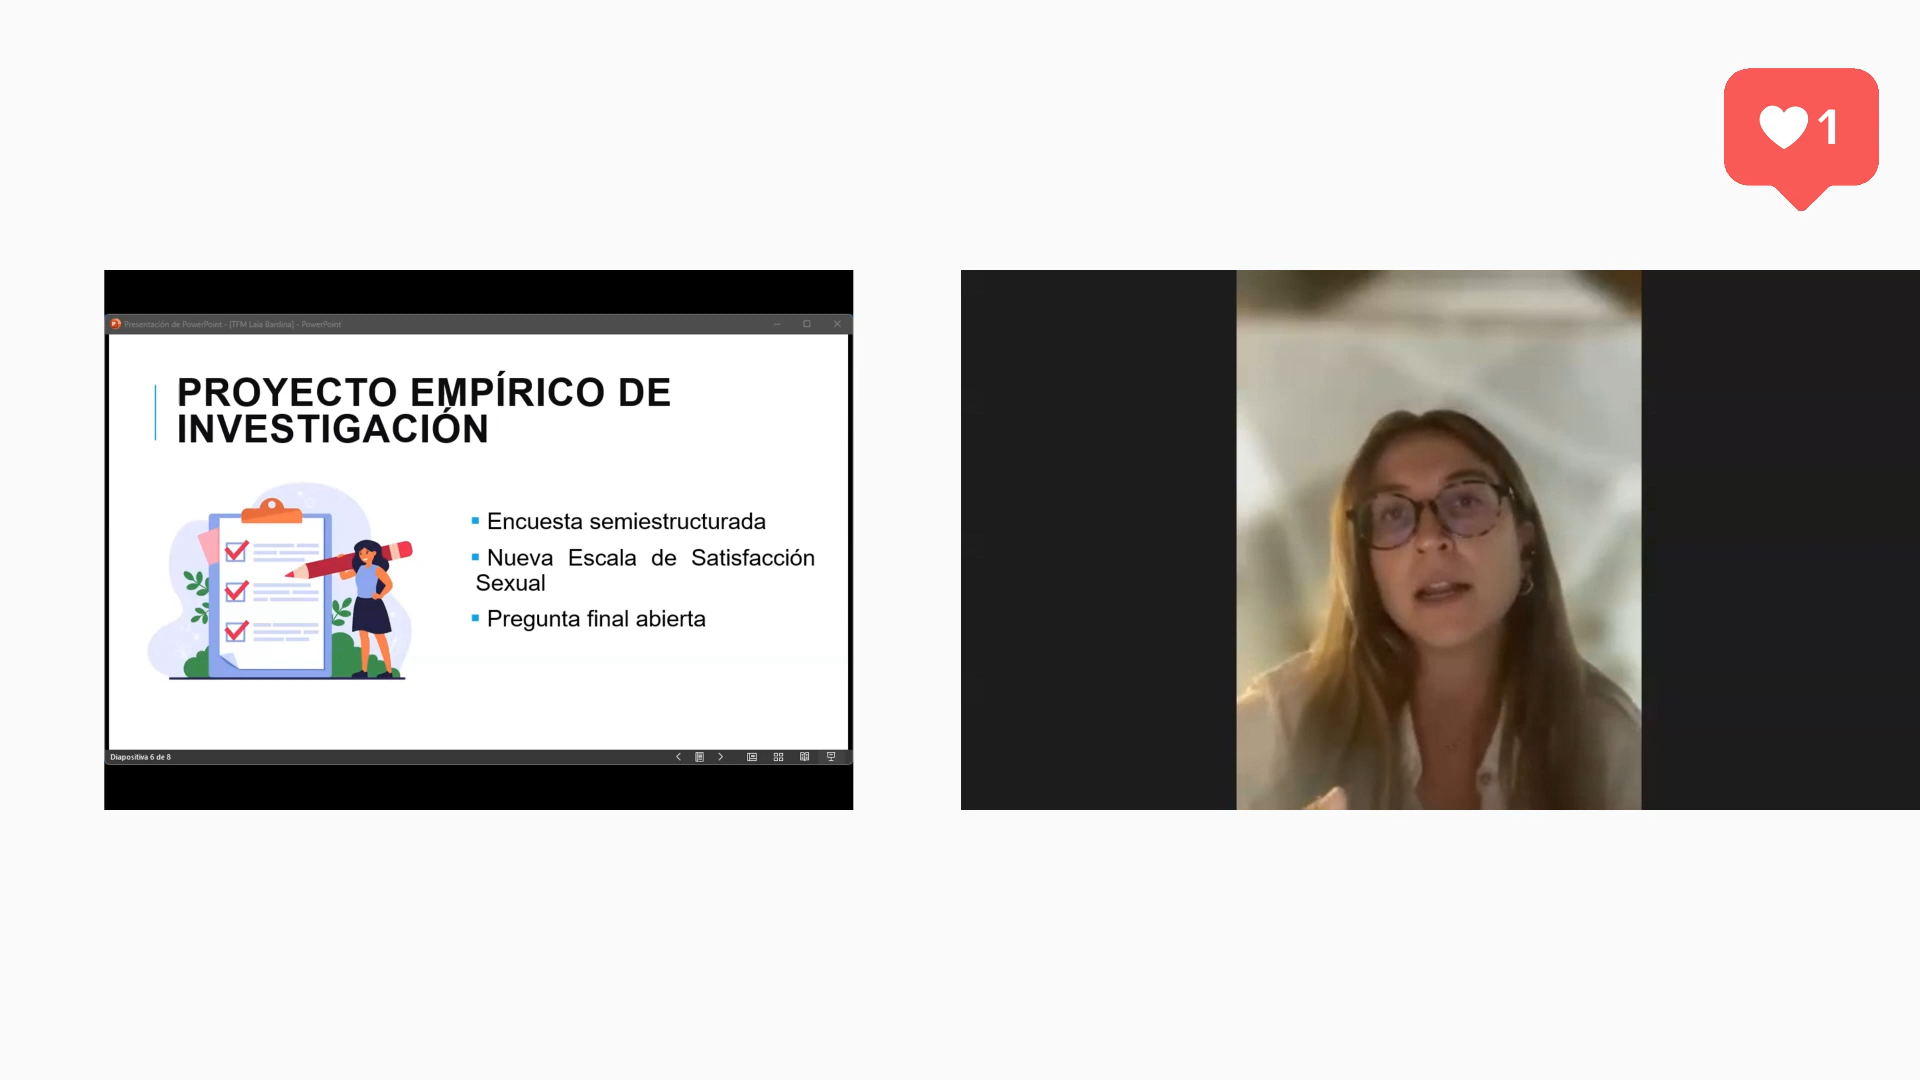 1
Presentación de PowerPoint - [TFM Laia Bardina] - PowerPoint
PROYECTO EMPÍRICO DE
INVESTIGACIÓN
Encuesta semiestructurada
Nueva Escala de Satisfacción
Sexual
Pregunta final abierta
Diapositiva 6 de 8